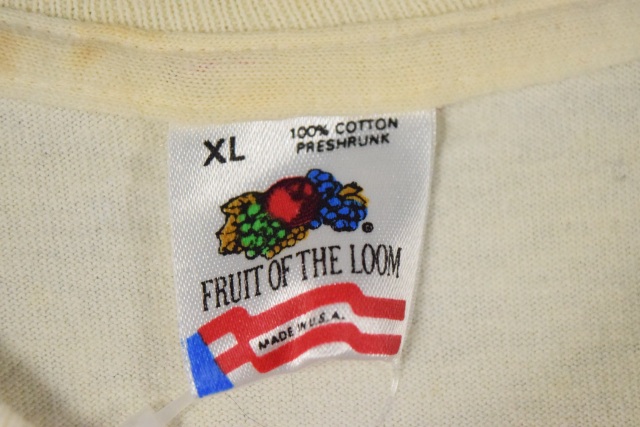 XL
100% COTTON
PRESHRUNK
®
FRUIT OF THE LOOM
MADE IN U.S.A.